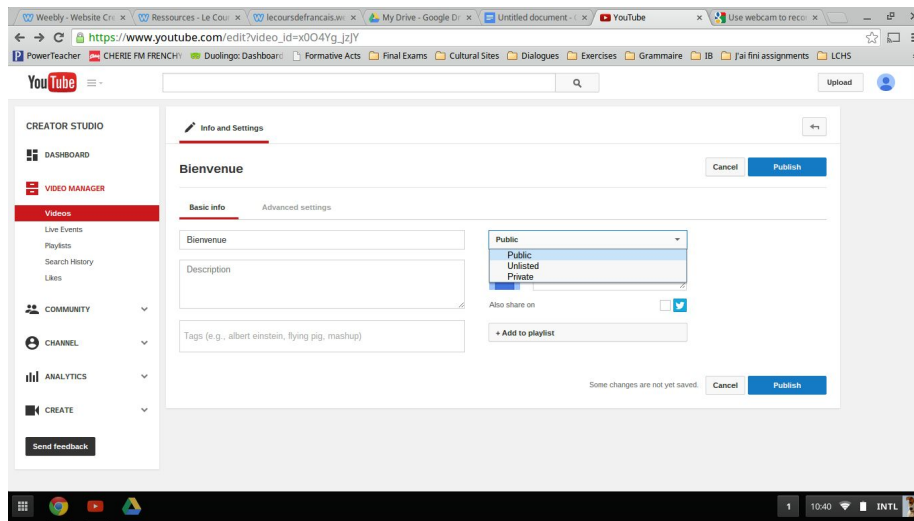 Weebly - Website Cre
Ressources - Le Cour
lecoursdefrancais.we
My Drive - Google Dr
Untitled document -
YouTube
Use webcam to recor
https://www.youtube.com/edit?video_id=x0O4Yg_jzJY
PowerTeacher CHERIE FM FRENCHY Duolingo: Dashboard Formative Acts Final Exams Cultural Sites Dialogues Exercises Grammaire IB J'ai fini assignments LCHS
YouTube
Upload
CREATOR STUDIO
DASHBOARD
VIDEO MANAGER
Videos
Live Events
Playlists
Search History
Likes
COMMUNITY
CHANNEL
ANALYTICS
CREATE
Send feedback
Info and Settings
Bienvenue
Cancel Publish
Basic info Advanced settings
Bienvenue
Description
Tags (e.g., albert einstein, flying pig, mashup)
Public
Public
Unlisted
Private
Also share on
+ Add to playlist
Some changes are not yet saved. Cancel Publish
1 10:40 INTL